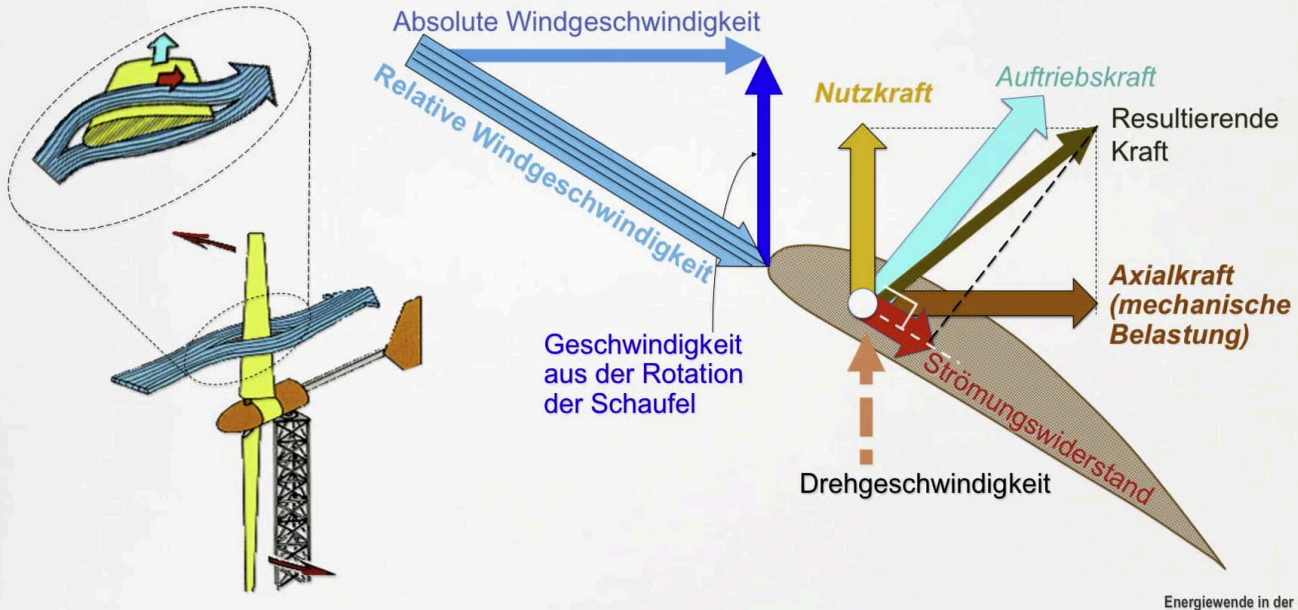 Absolute Windgeschwindigkeit
Relative Windgeschwindigkeit
Nutzkraft
Auftriebskraft
Resultierende
Kraft
Axialkraft
(mechanische
Belastung)
Geschwindigkeit
aus der Rotation
der Schaufel
Strömungswiderstand
Drehgeschwindigkeit
Energiewende in der